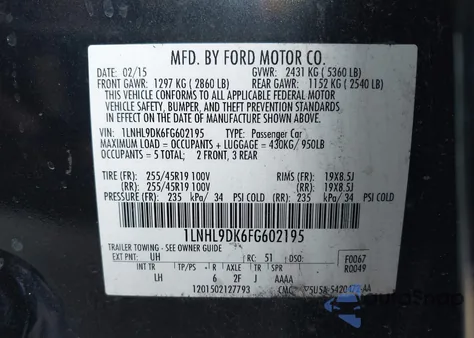 MFD. BY FORD MOTOR CO.
DATE: 02/15 GVWR: 2431 KG ( 5360 LB)
FRONT GAWR: 1297 KG ( 2860 LB) REAR GAWR: 1152 KG ( 2540 LB)
THIS VEHICLE CONFORMS TO ALL APPLICABLE FEDERAL MOTOR
VEHICLE SAFETY, BUMPER, AND THEFT PREVENTION STANDARDS
IN EFFECT ON THE DATE OF MANUFACTURE SHOWN ABOVE.
VIN: 1LNHL9DK6FG602195 TYPE: Passenger Car
MAXIMUM LOAD = OCCUPANTS + LUGGAGE = 430KG/ 950LB
OCCUPANTS = 5 TOTAL; 2 FRONT, 3 REAR
TIRE (FR): 255/45R19 100V RIMS (FR): 19X8.5J
(RR): 255/45R19 100V (RR): 19X8.5J
PRESSURE (FR): 235 kPa/ 34 PSI COLD (RR): 235 kPa/ 34 PSI COLD
1LNHL9DK6FG602195
TRAILER TOWING - SEE OWNER GUIDE
EXT PNT: UH RC: 51 F0067
INT TR TP/PS R AXLE TR SPR R0049
LH 6 2F J AAAA
1201502127793 CMC